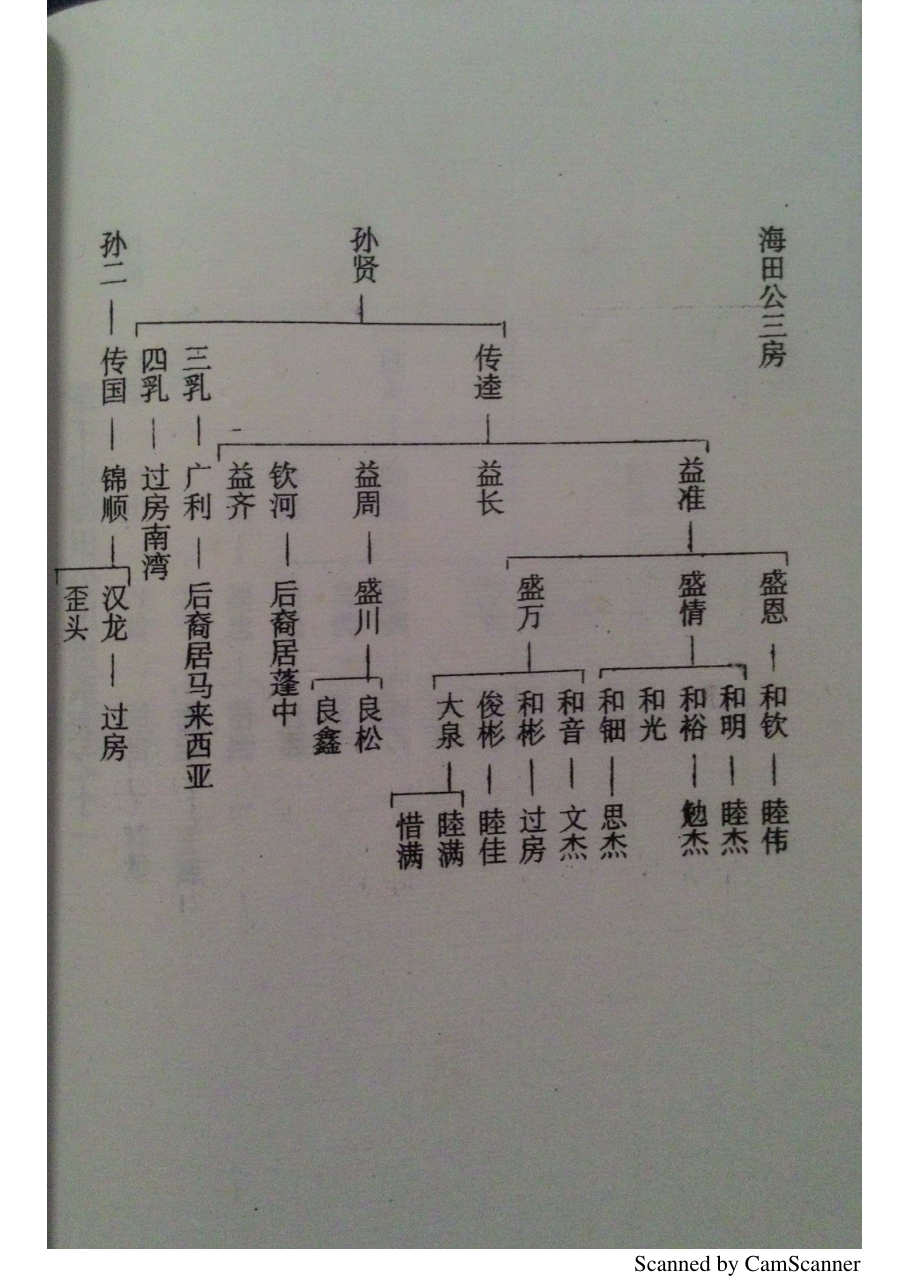 海田公三房
孙贤
孙二
传逵
三乳
四乳
传国
益准
益长
益周
钦河
益齐
广利
过房南湾
锦顺
盛恩
盛情
盛万
盛川
后裔居蓬中
后裔居马来西亚
汉龙
歪头
和钦
和明
和裕
和光
和钿
和音
和彬
俊彬
大泉
良松
良鑫
过房
睦伟
睦杰
勉杰
思杰
文杰
过房
睦佳
睦满
惜满
Scanned by CamScanner